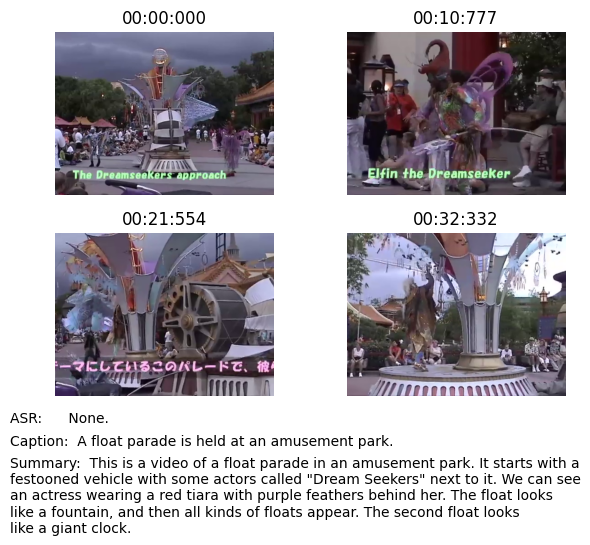 00:00:000
00:10:777
The Dreamseekers approach
Elfin the Dreamseeker
00:21:554
00:32:332
ーマにしているこのパレードで、彼
ASR: None.
Caption: A float parade is held at an amusement park.
Summary: This is a video of a float parade in an amusement park. It starts with a
festooned vehicle with some actors called "Dream Seekers" next to it. We can see
an actress wearing a red tiara with purple feathers behind her. The float looks
like a fountain, and then all kinds of floats appear. The second float looks
like a giant clock.